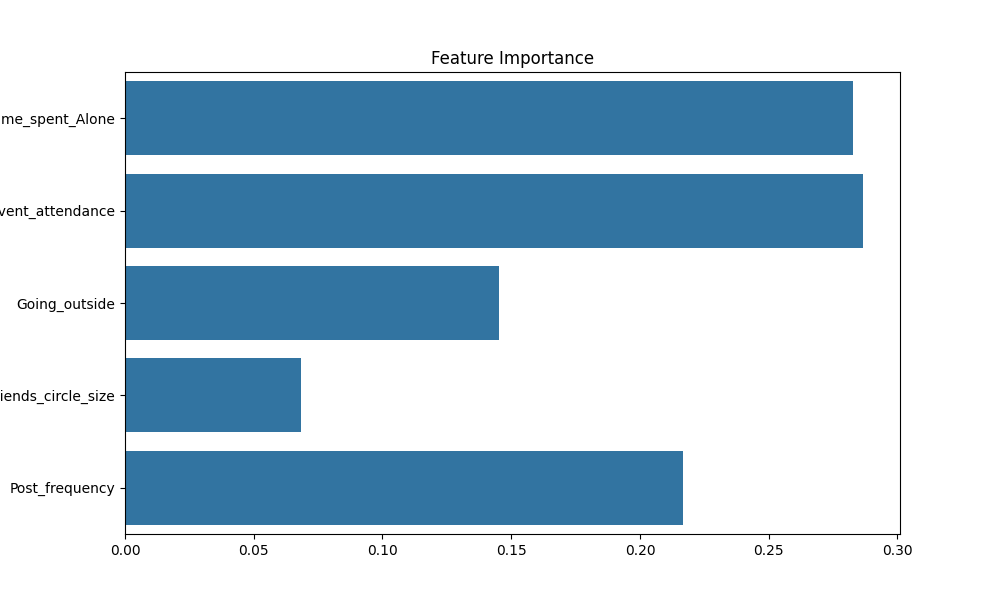 Feature Importance
me_spent_Alone
vent_attendance
Going_outside
iends_circle_size
Post_frequency
0.00 0.05 0.10 0.15 0.20 0.25 0.30